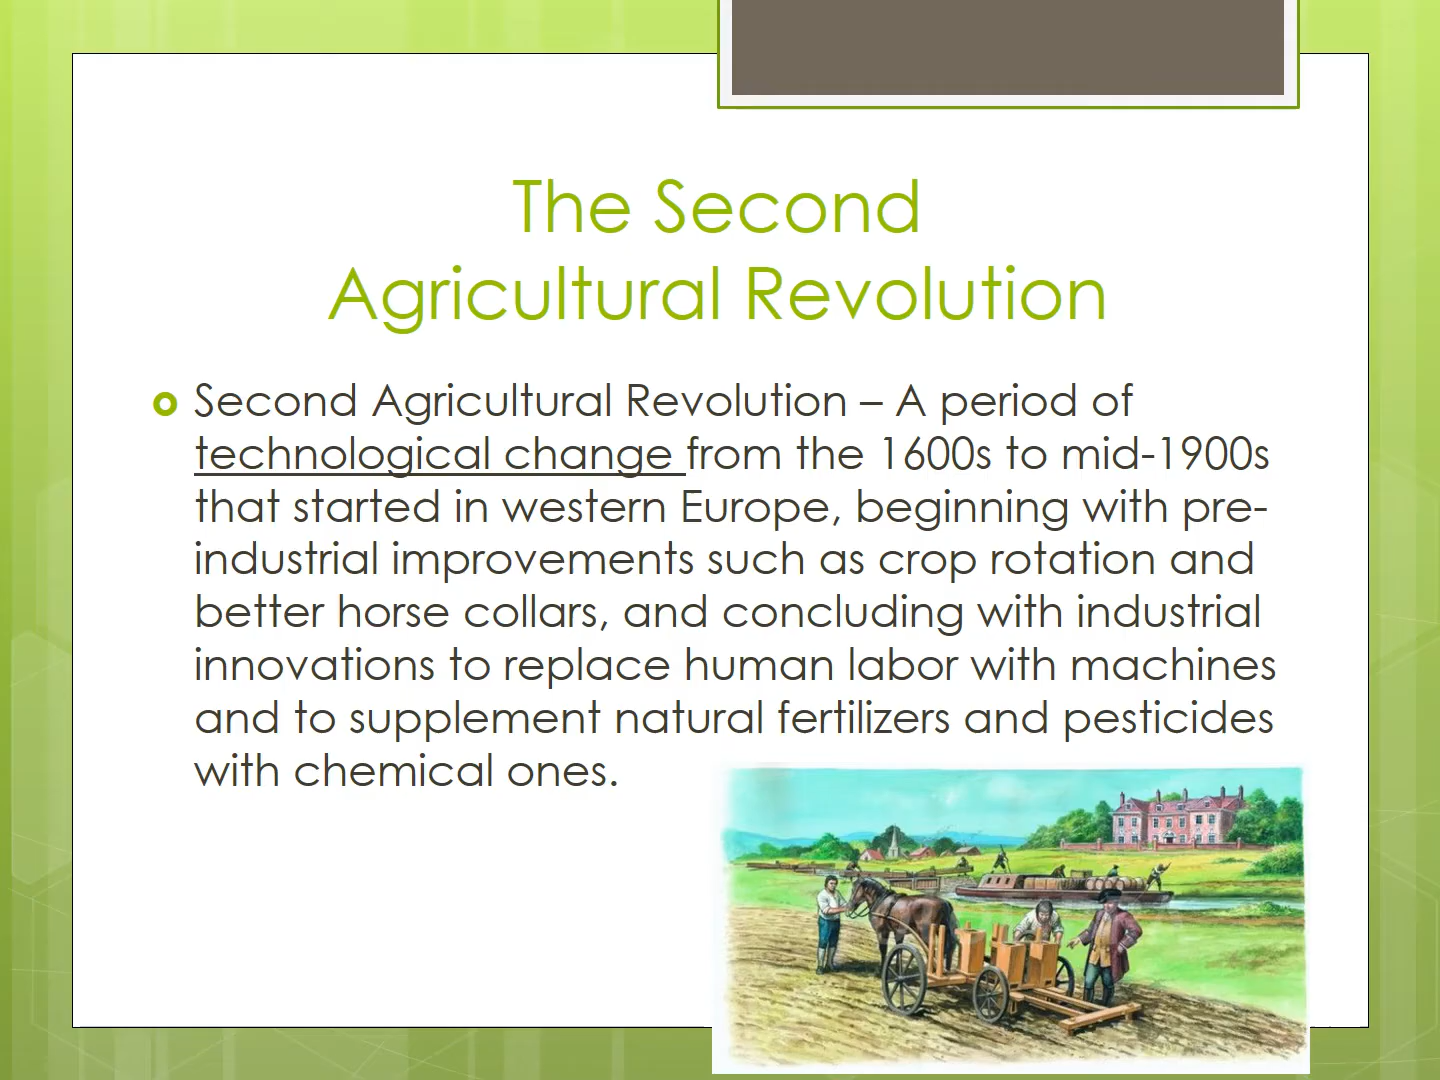 The Second
Agricultural Revolution
Second Agricultural Revolution – A period of
technological change from the 1600s to mid-1900s
that started in western Europe, beginning with pre-
industrial improvements such as crop rotation and
better horse collars, and concluding with industrial
innovations to replace human labor with machines
and to supplement natural fertilizers and pesticides
with chemical ones.